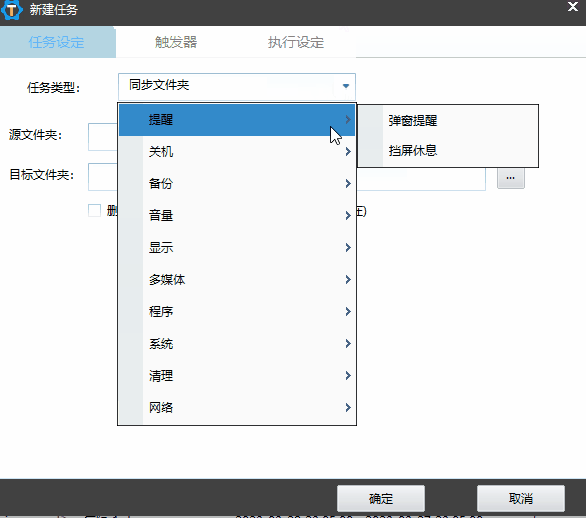 新建任务
任务设定 触发器 执行设定
任务类型: 同步文件夹
提醒
弹窗提醒
关机
挡屏休息
源文件夹:
目标文件夹:
...
备份
删
音量
显示
多媒体
程序
系统
清理
网络
确定 取消